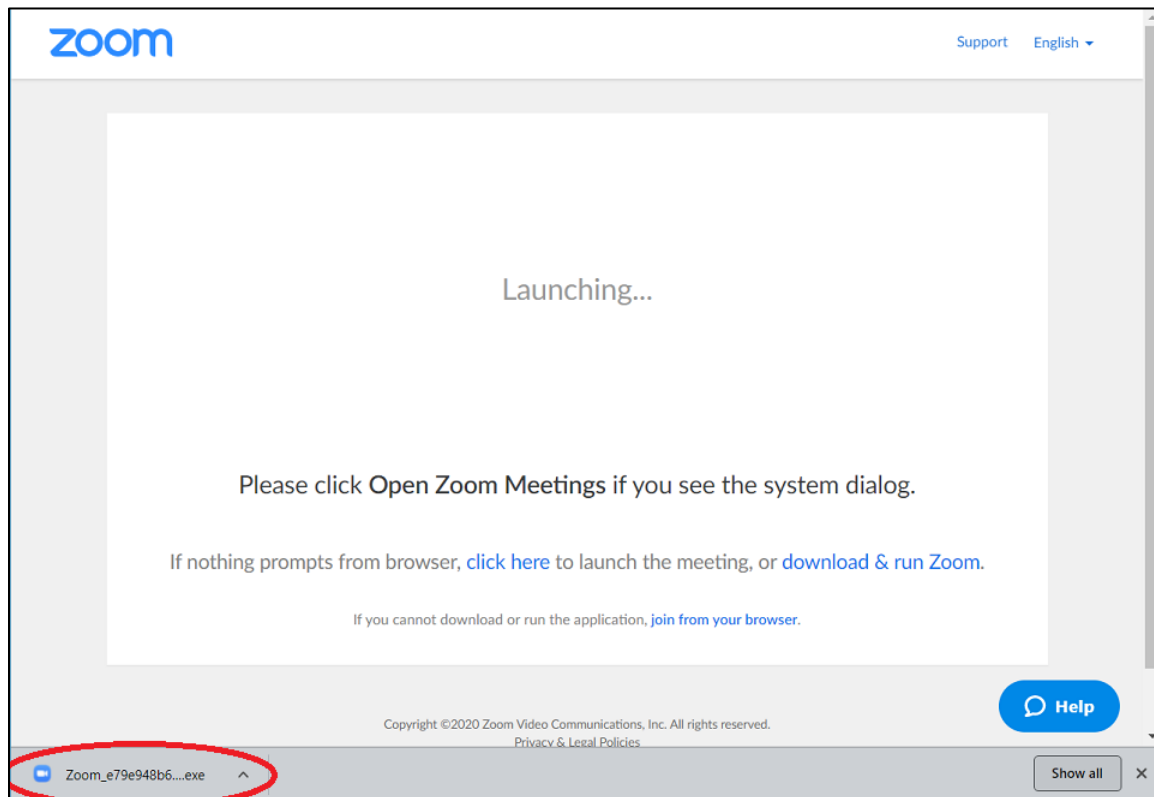 zoom
Support English
Launching...
Please click Open Zoom Meetings if you see the system dialog.
If nothing prompts from browser, click here to launch the meeting, or download & run Zoom.
If you cannot download or run the application, join from your browser.
Help
Copyright ©2020 Zoom Video Communications, Inc. All rights reserved.
Privacy & Legal Policies
Zoom_e79e948b6....exe
Show all